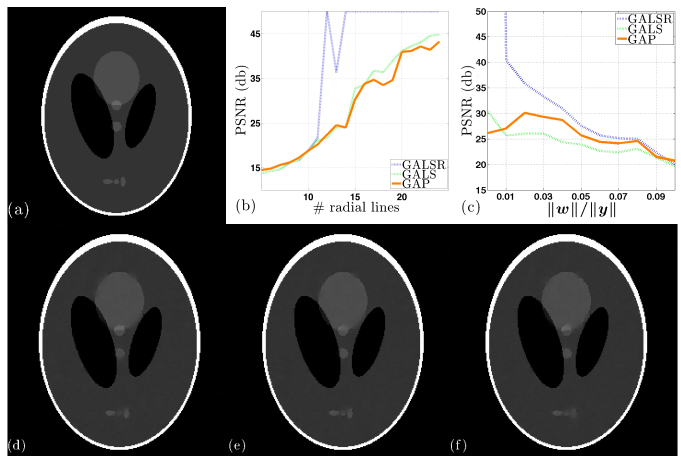 (a)
PSNR (db)
45
35
25
15
10
15
20
GALSR
GALS
GAP
(b)
# radial lines
PSNR (db)
50
45
40
35
30
25
20
15
GALSR
GALS
GAP
0.01
0.03
0.05
0.07
0.09
(c)
‖w‖/‖y‖
(d)
(e)
(f)